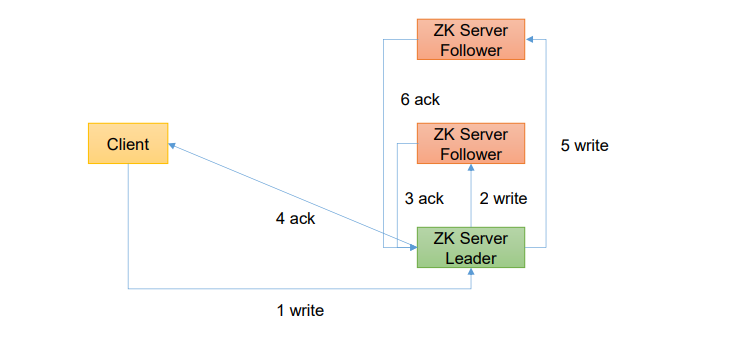 ZK Server
Follower
6 ack
Client
ZK Server
Follower
5 write
3 ack
2 write
4 ack
ZK Server
Leader
1 write